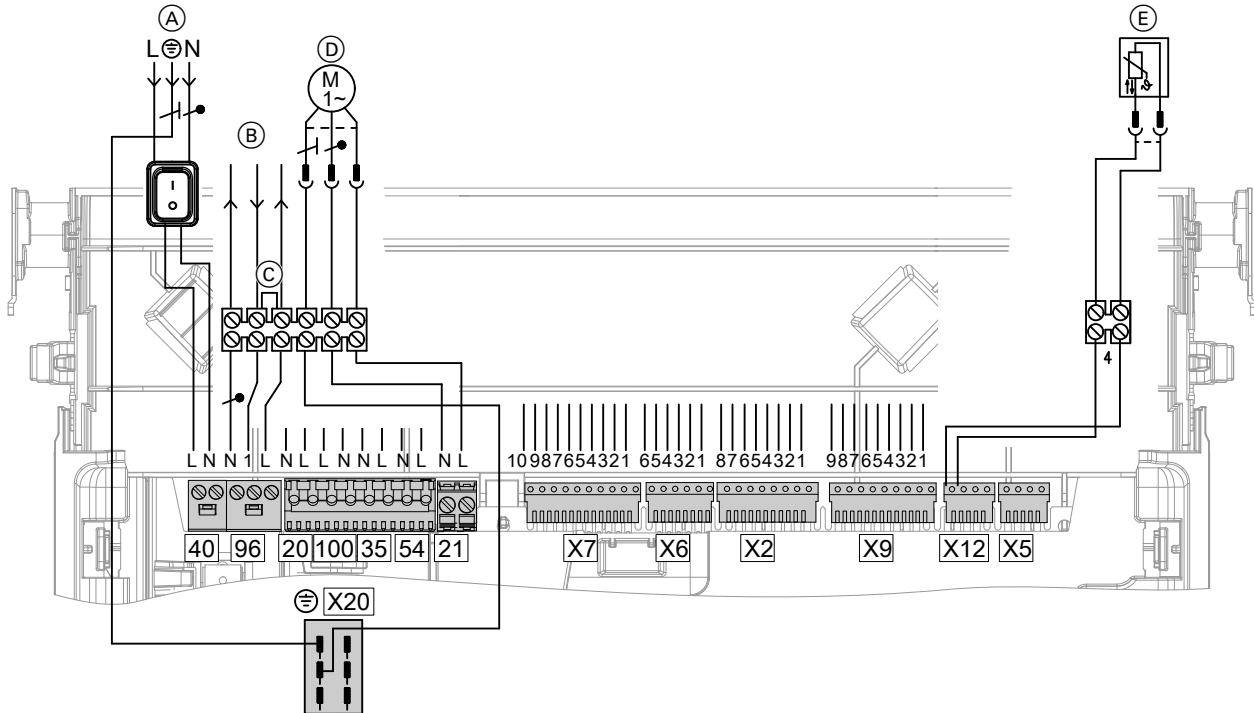 A
E
L N
D
M
1~
B
I
O
C
4
L N N 1 L N L L N N L N L N L
10 9 8 7 6 5 4 3 2 1
6 5 4 3 2 1
8 7 6 5 4 3 2 1
9 8 7 6 5 4 3 2 1
40 96 20 100 35 54 21 X7 X6 X2 X9 X12 X5
X20